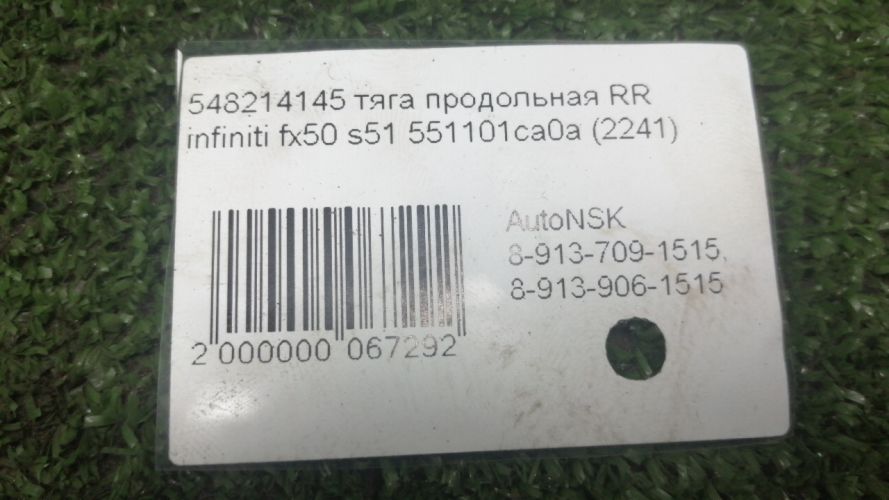 548214145 тяга продольная RR
infiniti fx50 s51 551101ca0a (2241)
AutoNSK
8-913-709-1515,
8-913-906-1515
2 000000 067292